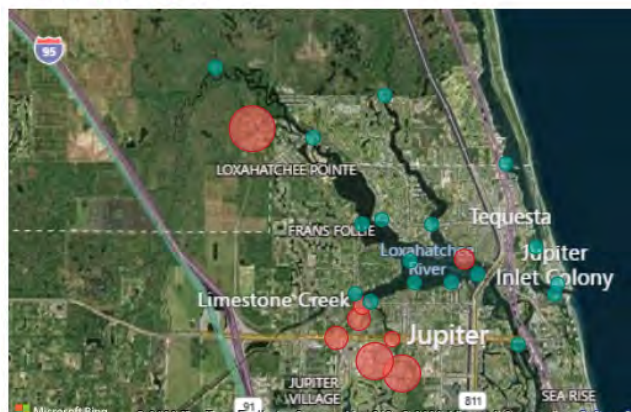 95
LOXAHATCHEE POINTE
Tequesta
FRANS FOLLIE
Loxahatchee
River
Jupiter
Inlet Colony
Limestone Creek
Jupiter
JUPITER
VILLAGE
91
811
SEA RISE
Microsoft Bing